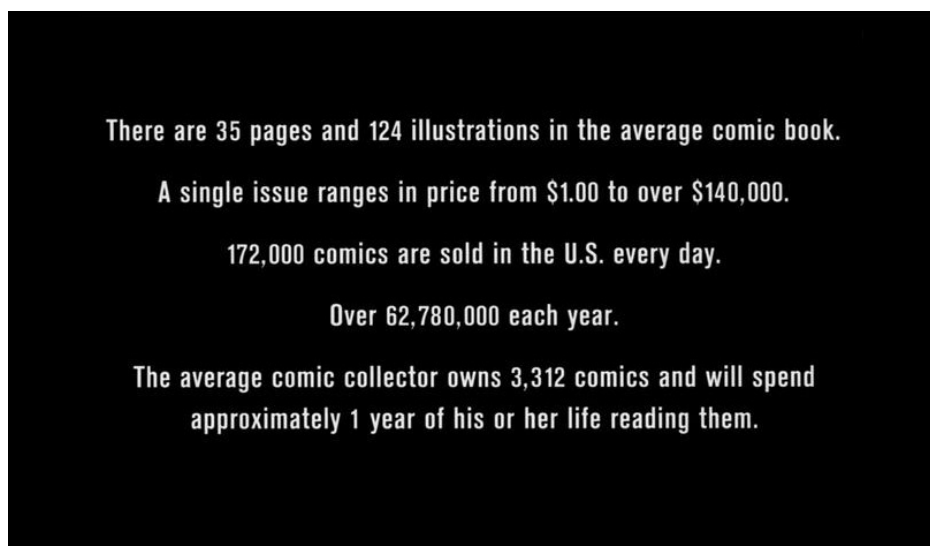 There are 35 pages and 124 illustrations in the average comic book.
A single issue ranges in price from $1.00 to over $140,000.
172,000 comics are sold in the U.S. every day.
Over 62,780,000 each year.
The average comic collector owns 3,312 comics and will spend
approximately 1 year of his or her life reading them.